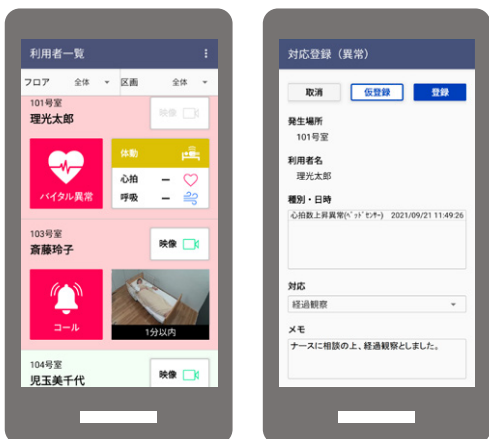 利用者一覧
フロア 全体 区画 全体
101号室
理光太郎
映像
バイタル異常
体動
心拍 ー
呼吸 ー
103号室
斎藤玲子
映像
コール
1分以内
104号室
児玉美千代
映像
対応登録（異常）
取消 仮登録 登録
発生場所
101号室
利用者名
理光太郎
種別・日時
心拍数上昇異常(ﾍﾞｯﾄﾞｾﾝｻｰ) 2021/09/21 11:49:26
対応
経過観察
メモ
ナースに相談の上、経過観察としました。